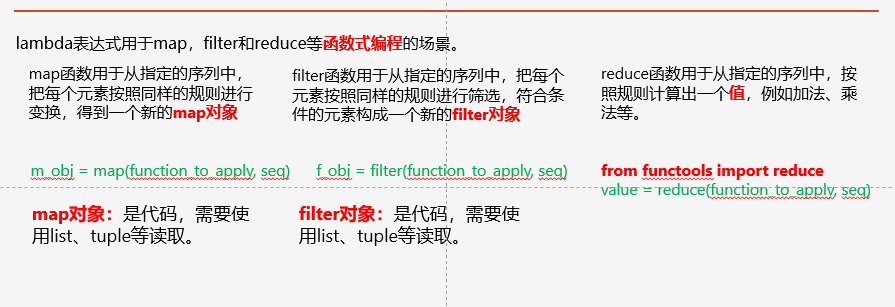 lambda表达式用于map，filter和reduce等函数式编程的场景。
map函数用于从指定的序列中，
把每个元素按照同样的规则进行
变换，得到一个新的map对象
filter函数用于从指定的序列中，把每个
元素按照同样的规则进行筛选，符合条
件的元素构成一个新的filter对象
reduce函数用于从指定的序列中，按
照规则计算出一个值，例如加法、乘
法等。
m_obj = map(function_to_apply, seq)
f_obj = filter(function_to_apply, seq)
from functools import reduce
value = reduce(function_to_apply, seq)
map对象：是代码，需要使
用list、tuple等读取。
filter对象：是代码，需要使
用list、tuple等读取。